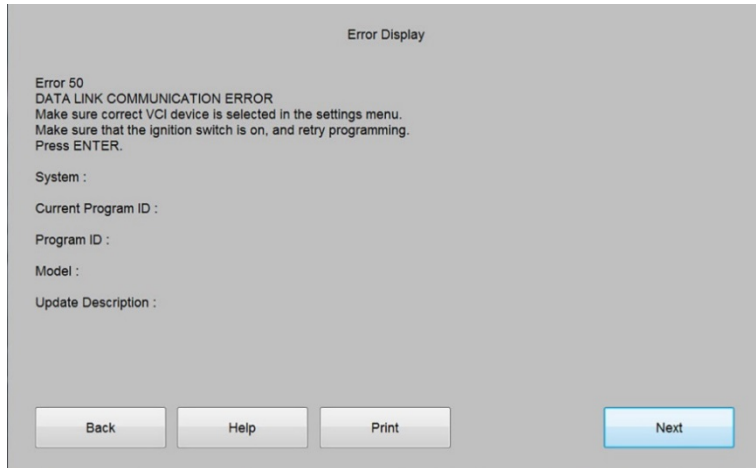 Error Display
Error 50
DATA LINK COMMUNICATION ERROR
Make sure correct VCI device is selected in the settings menu.
Make sure that the ignition switch is on, and retry programming.
Press ENTER.
System :
Current Program ID :
Program ID :
Model :
Update Description :
Back Help Print Next